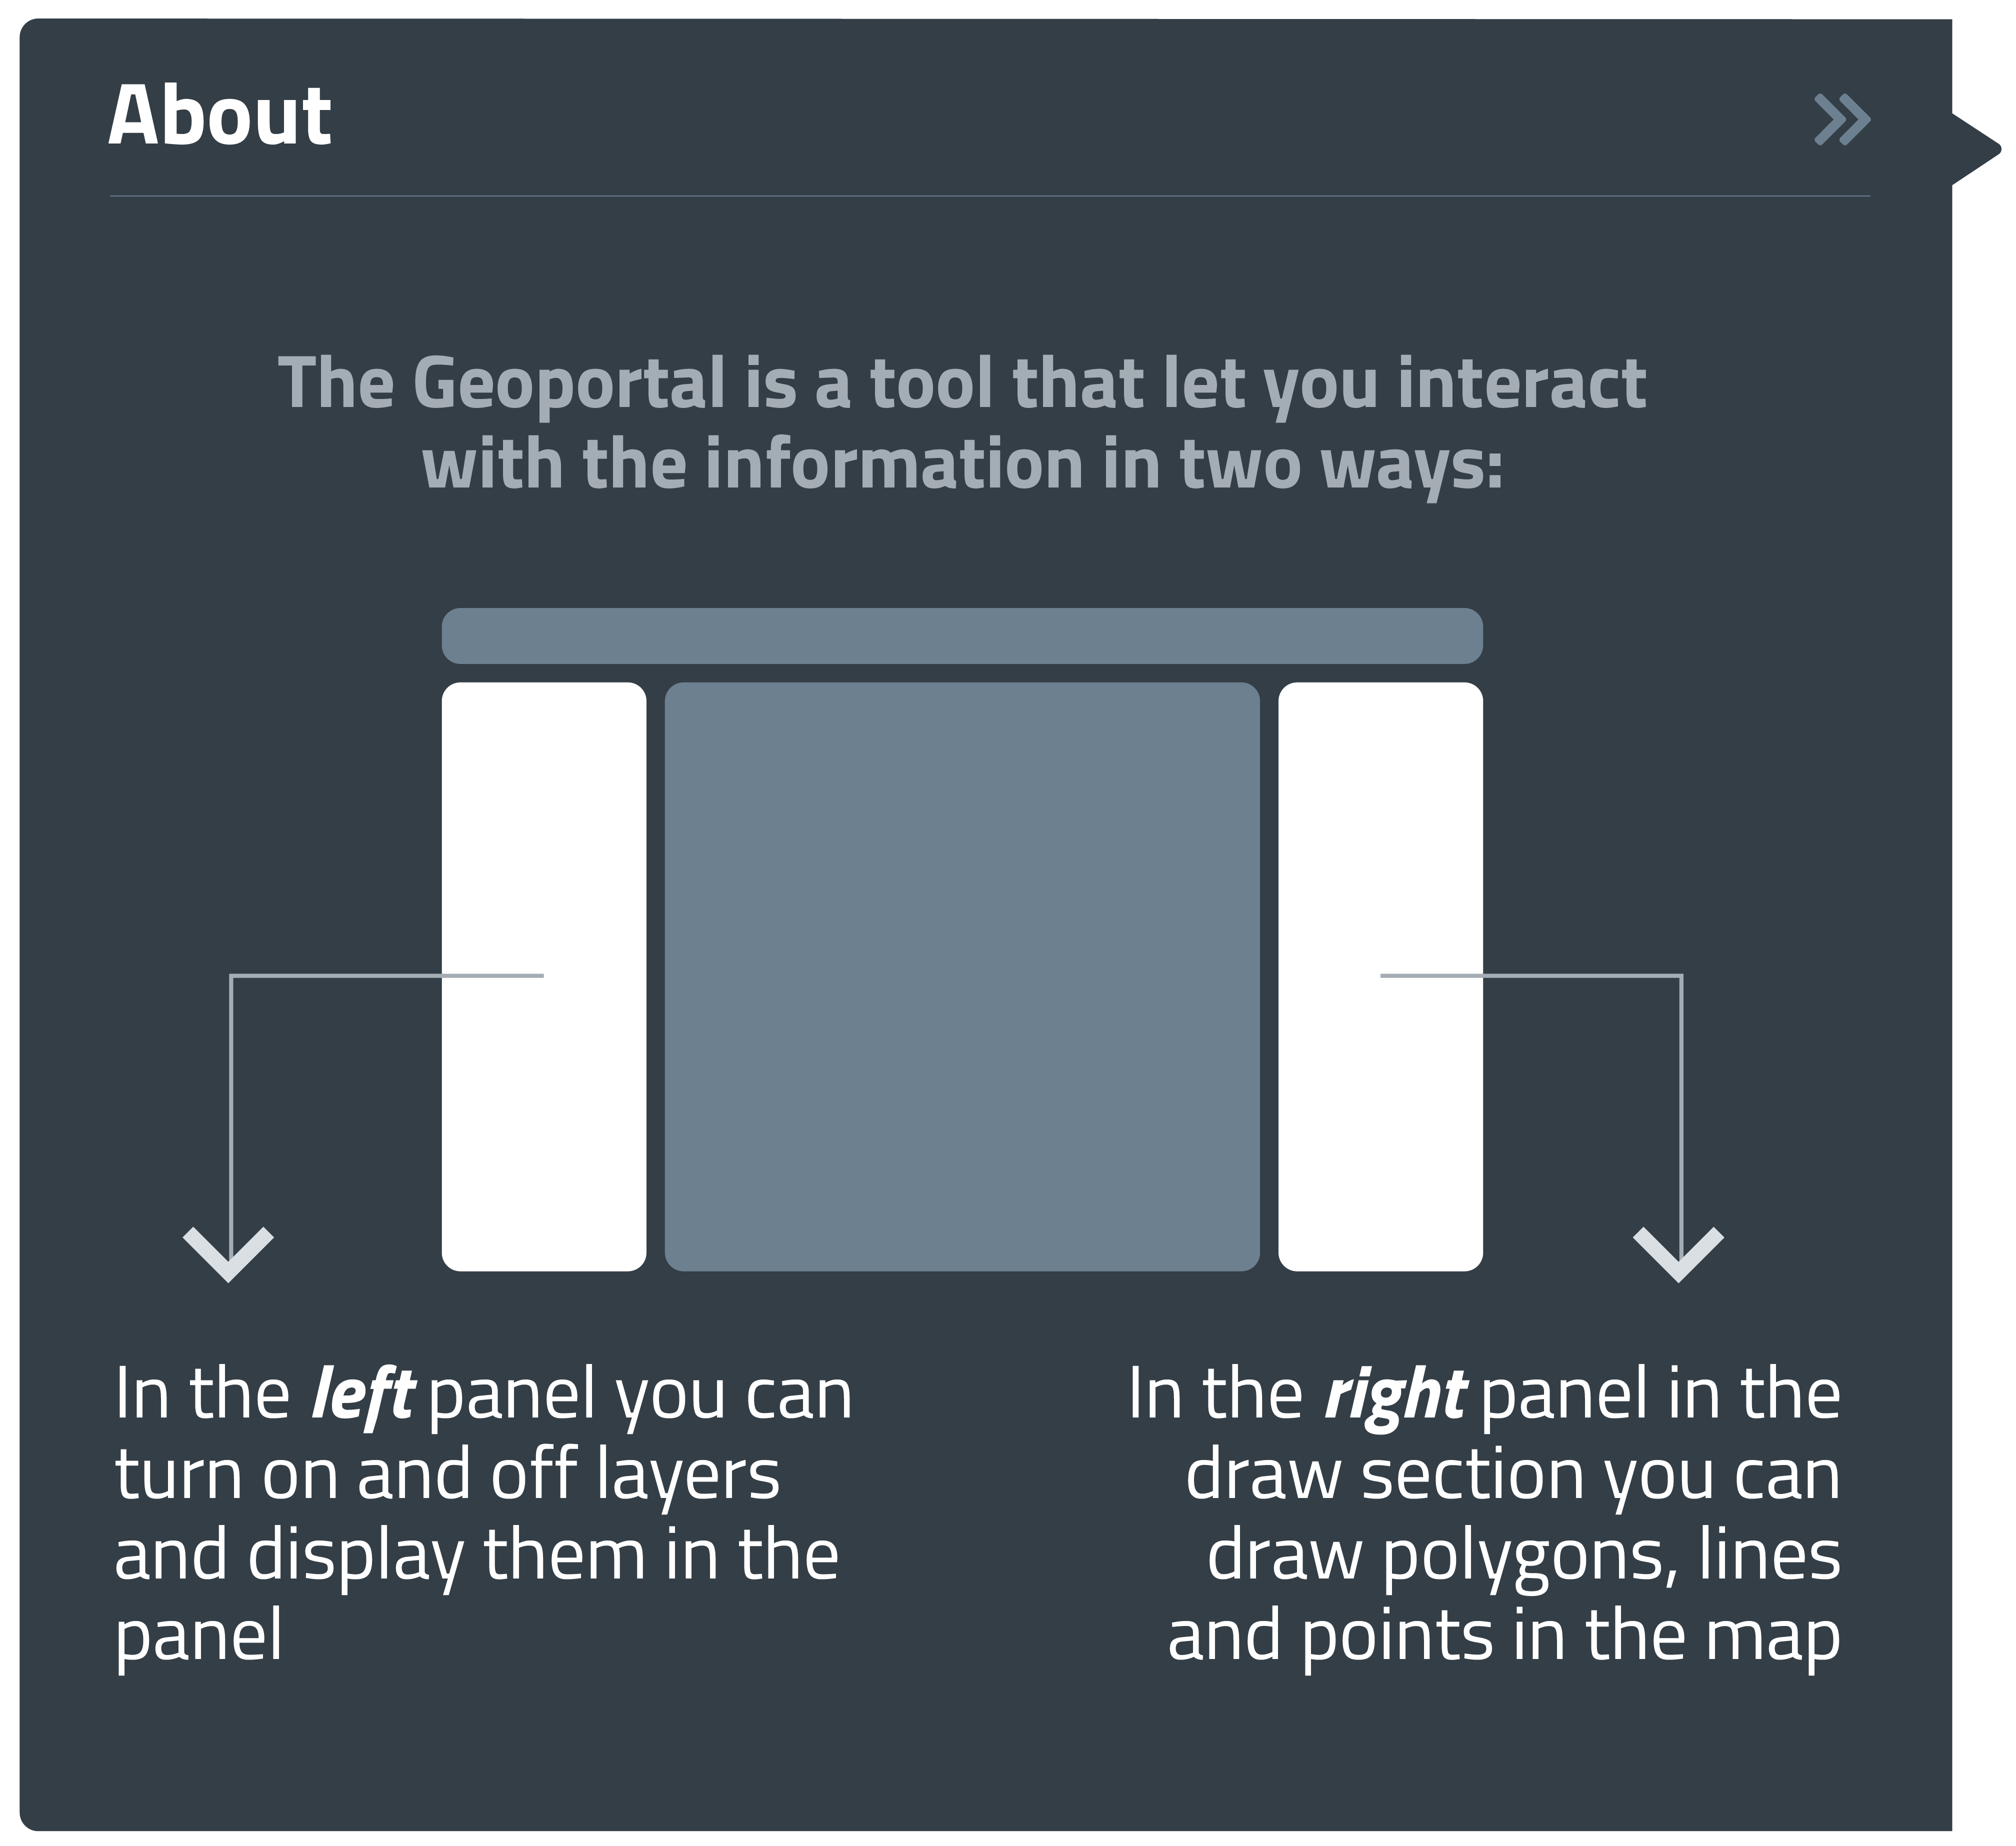 About
The Geoportal is a tool that let you interact
with the information in two ways:
In the left panel you can
turn on and off layers
and display them in the
panel
In the right panel in the
draw section you can
draw polygons, lines
and points in the map